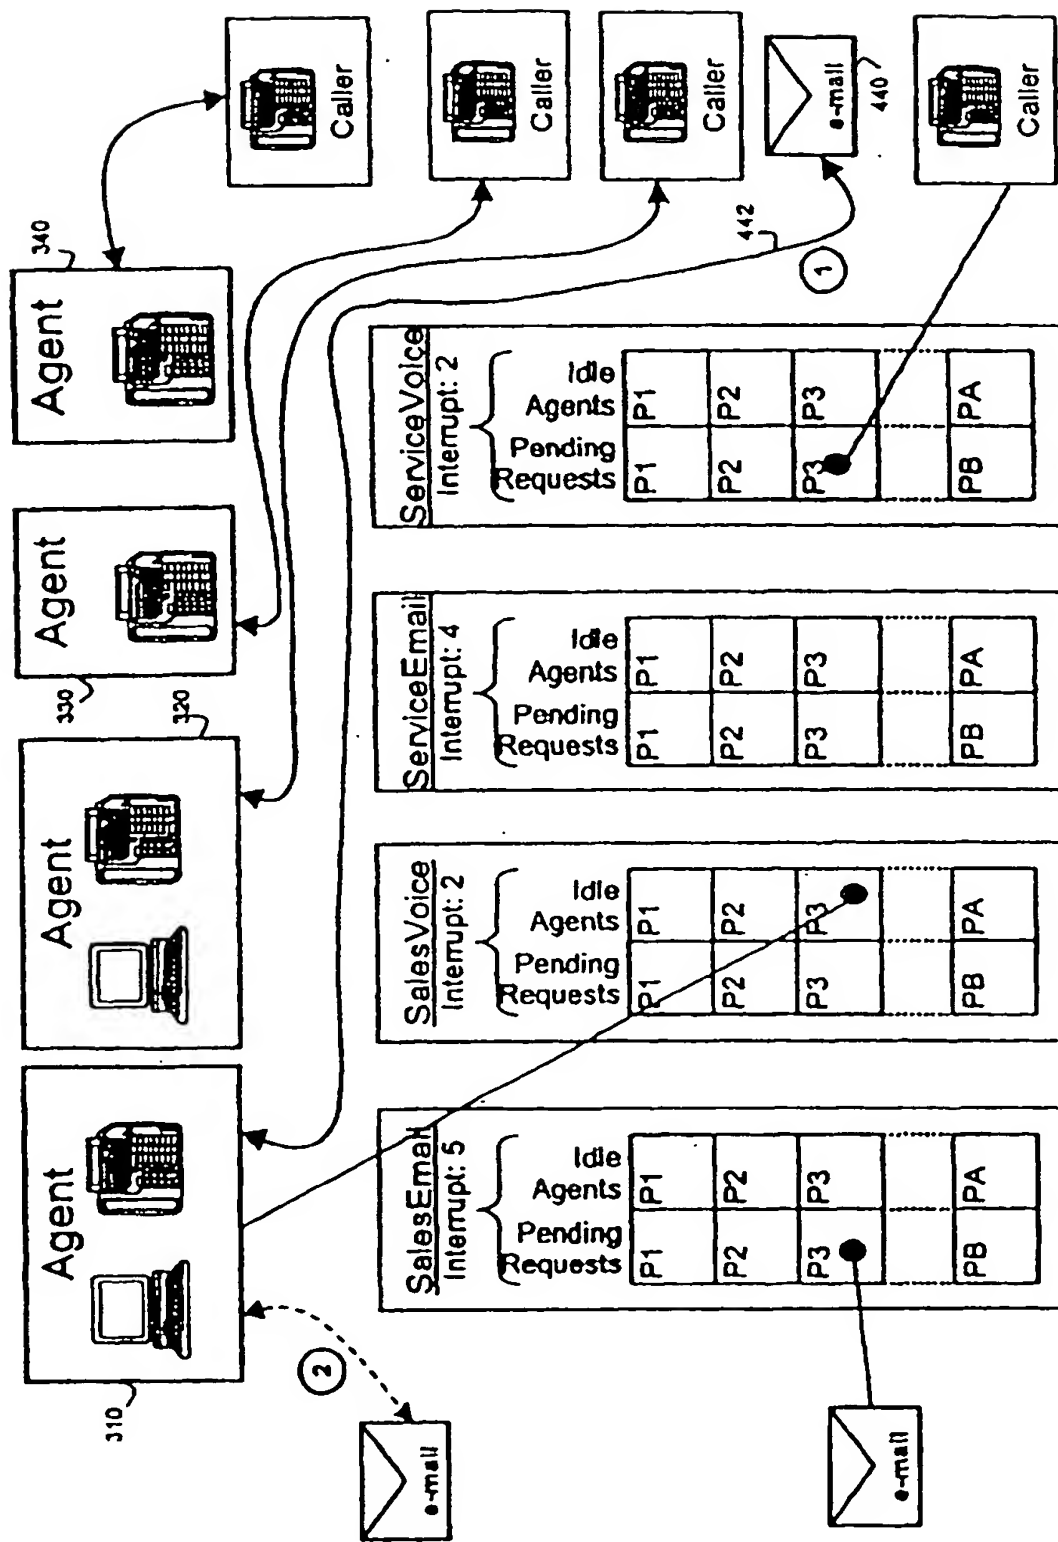 Agent
310
Agent
320
Agent
330
Agent
340
2
e-mail
Caller
Caller
Caller
e-mail
440
442
1
Caller
SalesEmail
Interrupt: 5
Pending Requests
Idle Agents
P1 P1
P2 P2
P3 P3
PB PA
SalesVoice
Interrupt: 2
Pending Requests
Idle Agents
P1 P1
P2 P2
P3 P3
PB PA
ServiceEmail
Interrupt: 4
Pending Requests
Idle Agents
P1 P1
P2 P2
P3 P3
PB PA
ServiceVoice
Interrupt: 2
Pending Requests
Idle Agents
P1 P1
P2 P2
P3 P3
PB PA
e-mail